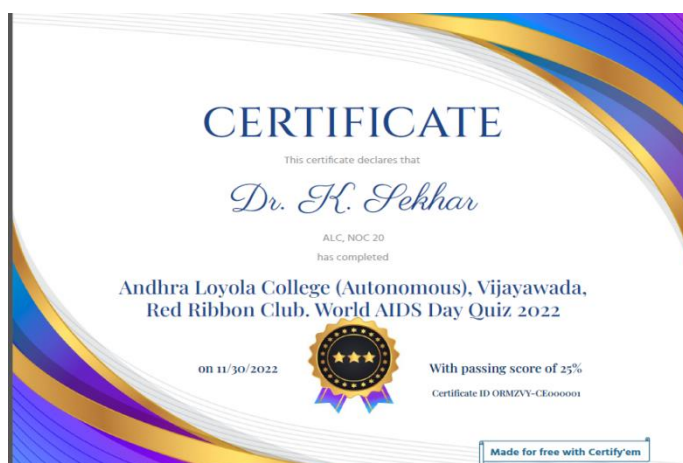 CERTIFICATE
This certificate declares that
Dr. K. Sekhar
ALC, NOC 20
has completed
Andhra Loyola College (Autonomous), Vijayawada,
Red Ribbon Club. World AIDS Day Quiz 2022
on 11/30/2022
With passing score of 25%
Certificate ID ORMZVY-CE000001
Made for free with Certify'em